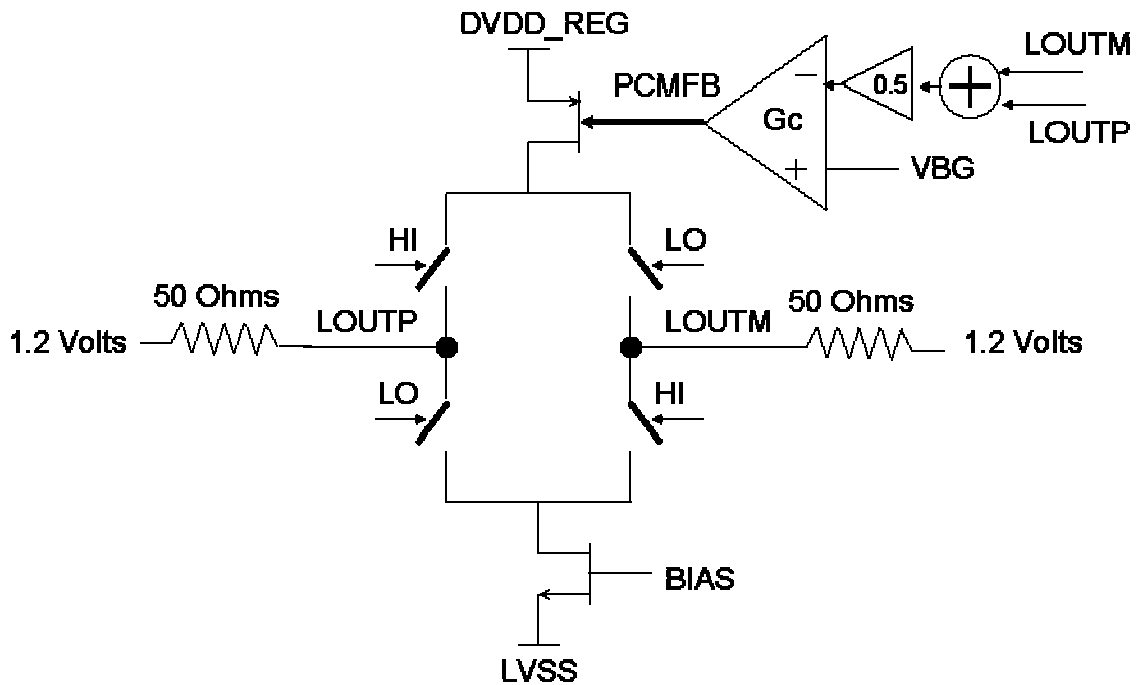 DVDD_REG
LOUTM
PCMFB
−
0.5
+
Gc
LOUTP
+
VBG
HI
LO
50 Ohms
LOUTP
LOUTM
50 Ohms
1.2 Volts
1.2 Volts
LO
HI
BIAS
LVSS